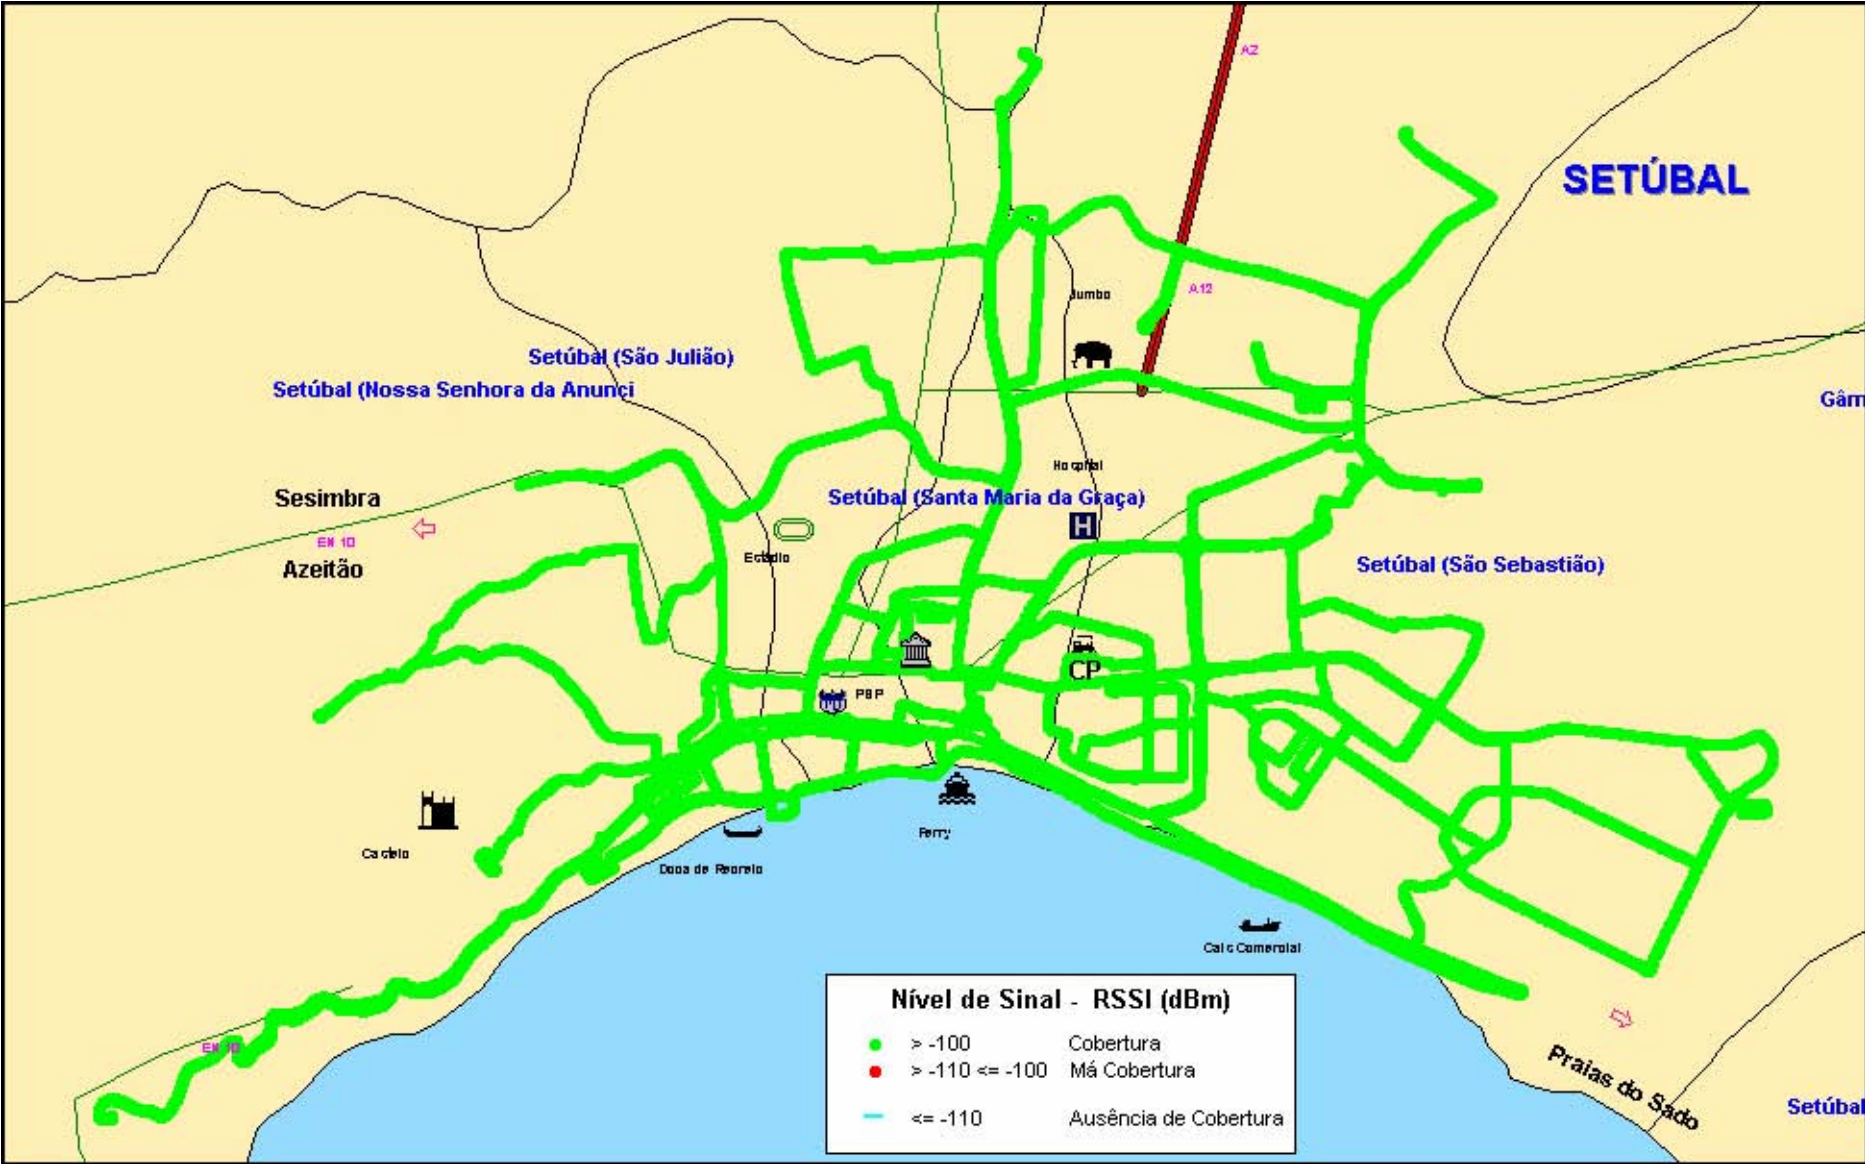 A2
SETÚBAL
A12
Jumbo
Setúbal (São Julião)
Setúbal (Nossa Senhora da Anunci
Gâm
Hospital
Sesimbra
Setúbal (Santa Maria da Graça)
EN 10
Estádio
Azeitão
Setúbal (São Sebastião)
H
CP
PSP
Castelo
Ferry
Doca de Recreio
Cais Comercial
Nível de Sinal - RSSI (dBm)
> -100 Cobertura
> -110 <= -100 Má Cobertura
<= -110 Ausência de Cobertura
EN 10
Praias do Sado
Setúbal